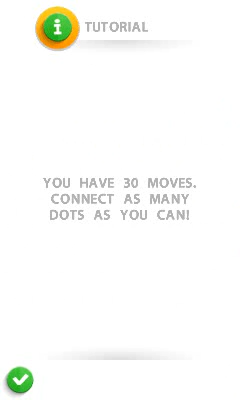 TUTORIAL
YOU HAVE 30 MOVES.
CONNECT AS MANY
DOTS AS YOU CAN!